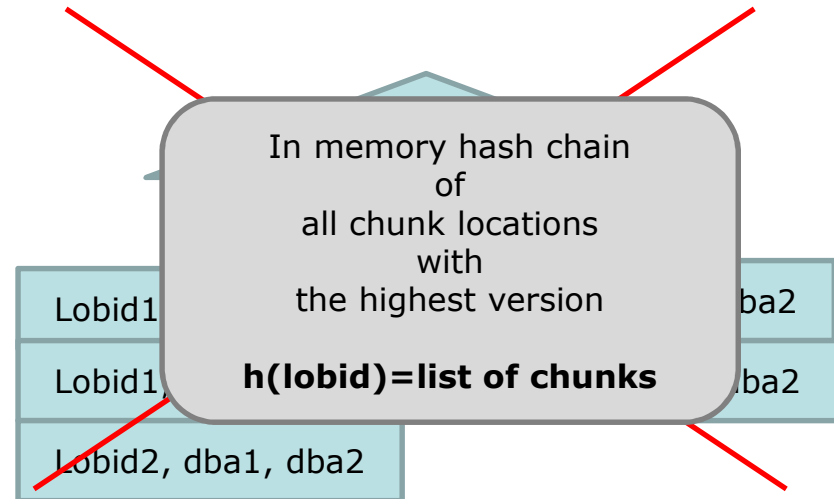 In memory hash chain
of
all chunk locations
with
the highest version
h(lobid)=list of chunks
Lobid1
ba2
Lobid1,
dba2
Lobid2, dba1, dba2